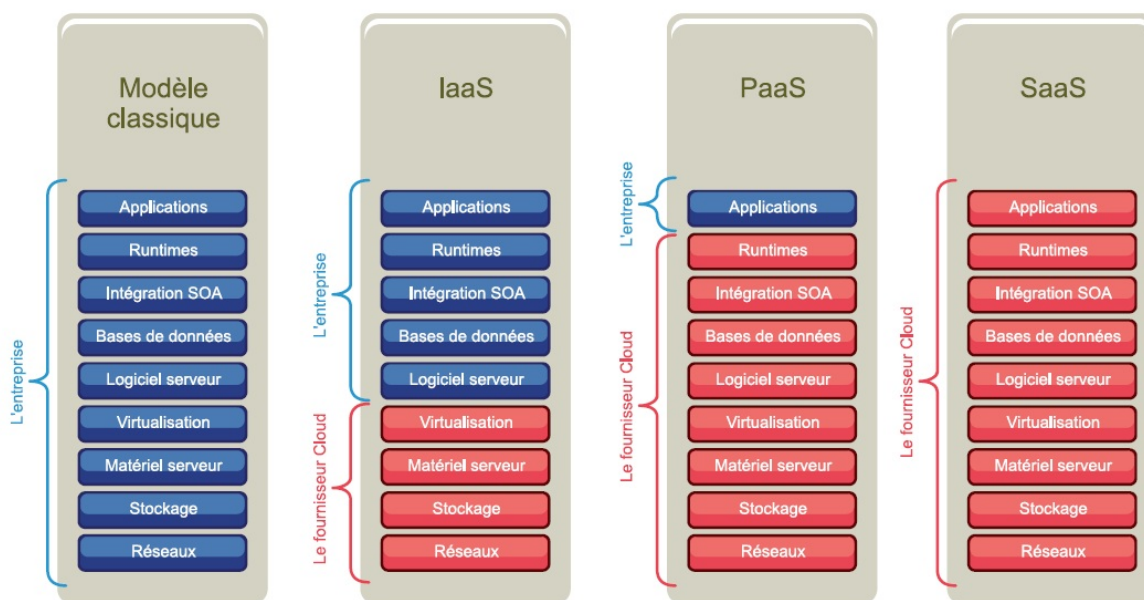 Modèle
classique
L'entreprise
Applications
Runtimes
Intégration SOA
Bases de données
Logiciel serveur
Virtualisation
Matériel serveur
Stockage
Réseaux
IaaS
L'entreprise
Applications
Runtimes
Intégration SOA
Bases de données
Logiciel serveur
Le fournisseur Cloud
Virtualisation
Matériel serveur
Stockage
Réseaux
PaaS
L'entreprise
Applications
Le fournisseur Cloud
Runtimes
Intégration SOA
Bases de données
Logiciel serveur
Virtualisation
Matériel serveur
Stockage
Réseaux
SaaS
Le fournisseur Cloud
Applications
Runtimes
Intégration SOA
Bases de données
Logiciel serveur
Virtualisation
Matériel serveur
Stockage
Réseaux